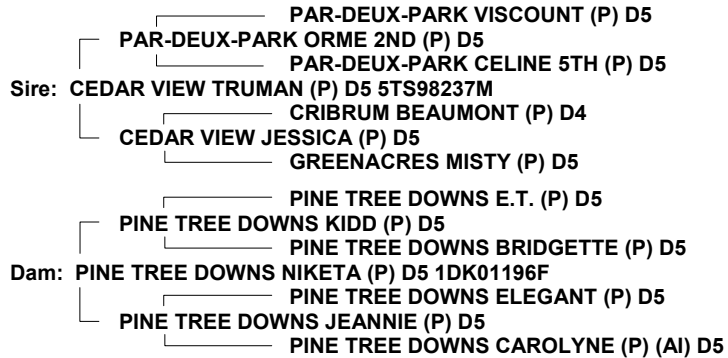 PAR-DEUX-PARK VISCOUNT (P) D5
PAR-DEUX-PARK ORME 2ND (P) D5
PAR-DEUX-PARK CELINE 5TH (P) D5
Sire: CEDAR VIEW TRUMAN (P) D5 5TS98237M
CRIBRUM BEAUMONT (P) D4
CEDAR VIEW JESSICA (P) D5
GREENACRES MISTY (P) D5
PINE TREE DOWNS E.T. (P) D5
PINE TREE DOWNS KIDD (P) D5
PINE TREE DOWNS BRIDGETTE (P) D5
Dam: PINE TREE DOWNS NIKETA (P) D5 1DK01196F
PINE TREE DOWNS ELEGANT (P) D5
PINE TREE DOWNS JEANNIE (P) D5
PINE TREE DOWNS CAROLYNE (P) (AI) D5